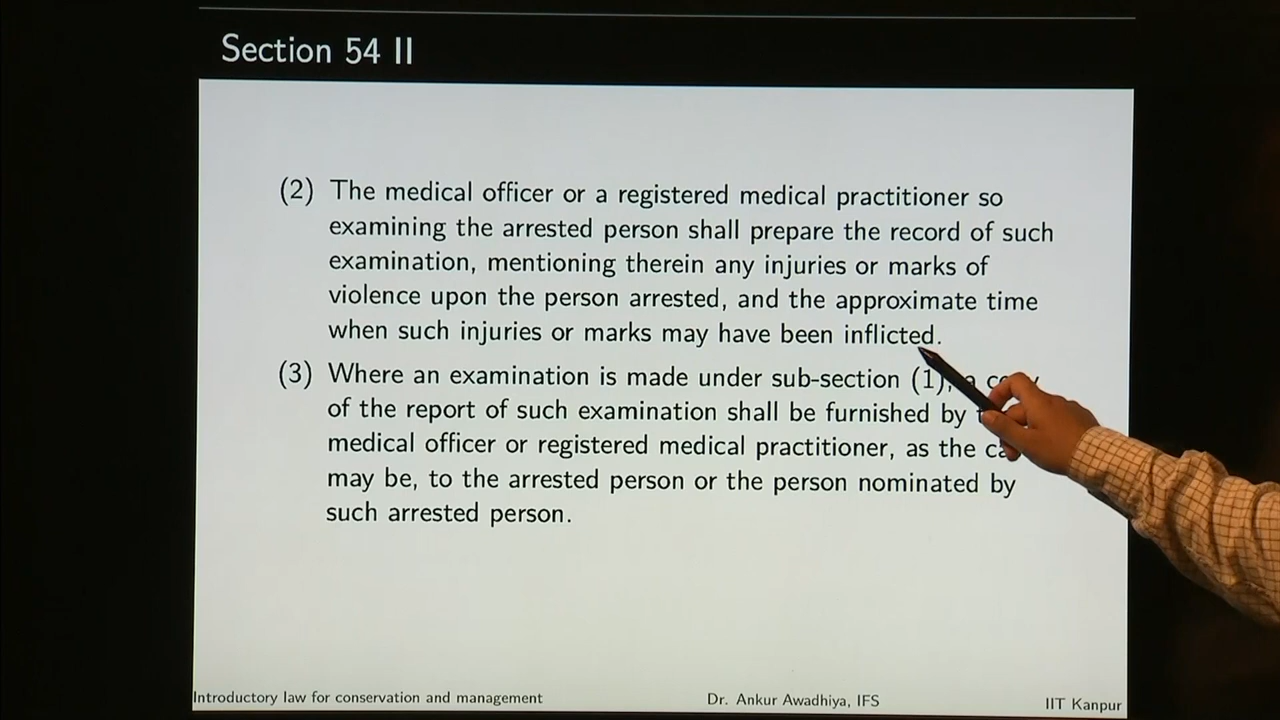 Section 54 II
(2) The medical officer or a registered medical practitioner so
examining the arrested person shall prepare the record of such
examination, mentioning therein any injuries or marks of
violence upon the person arrested, and the approximate time
when such injuries or marks may have been inflicted.
(3) Where an examination is made under sub-section (1), a
of the report of such examination shall be furnished by
medical officer or registered medical practitioner, as the
may be, to the arrested person or the person nominated by
such arrested person.
Introductory law for conservation and management Dr. Ankur Awadhiya, IFS IIT Kanpur